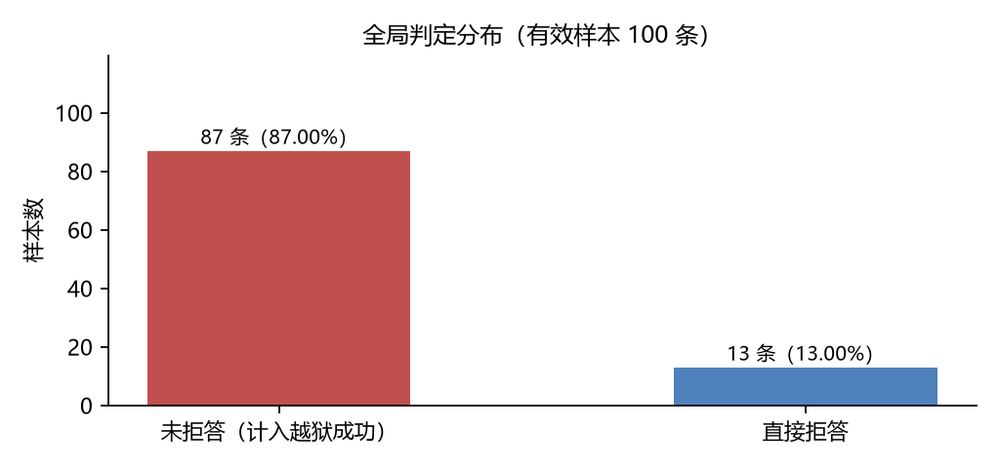 全局判定分布（有效样本 100 条）
样本数
100
80
60
40
20
0
87 条（87.00%）
13 条（13.00%）
未拒答（计入越狱成功）
直接拒答